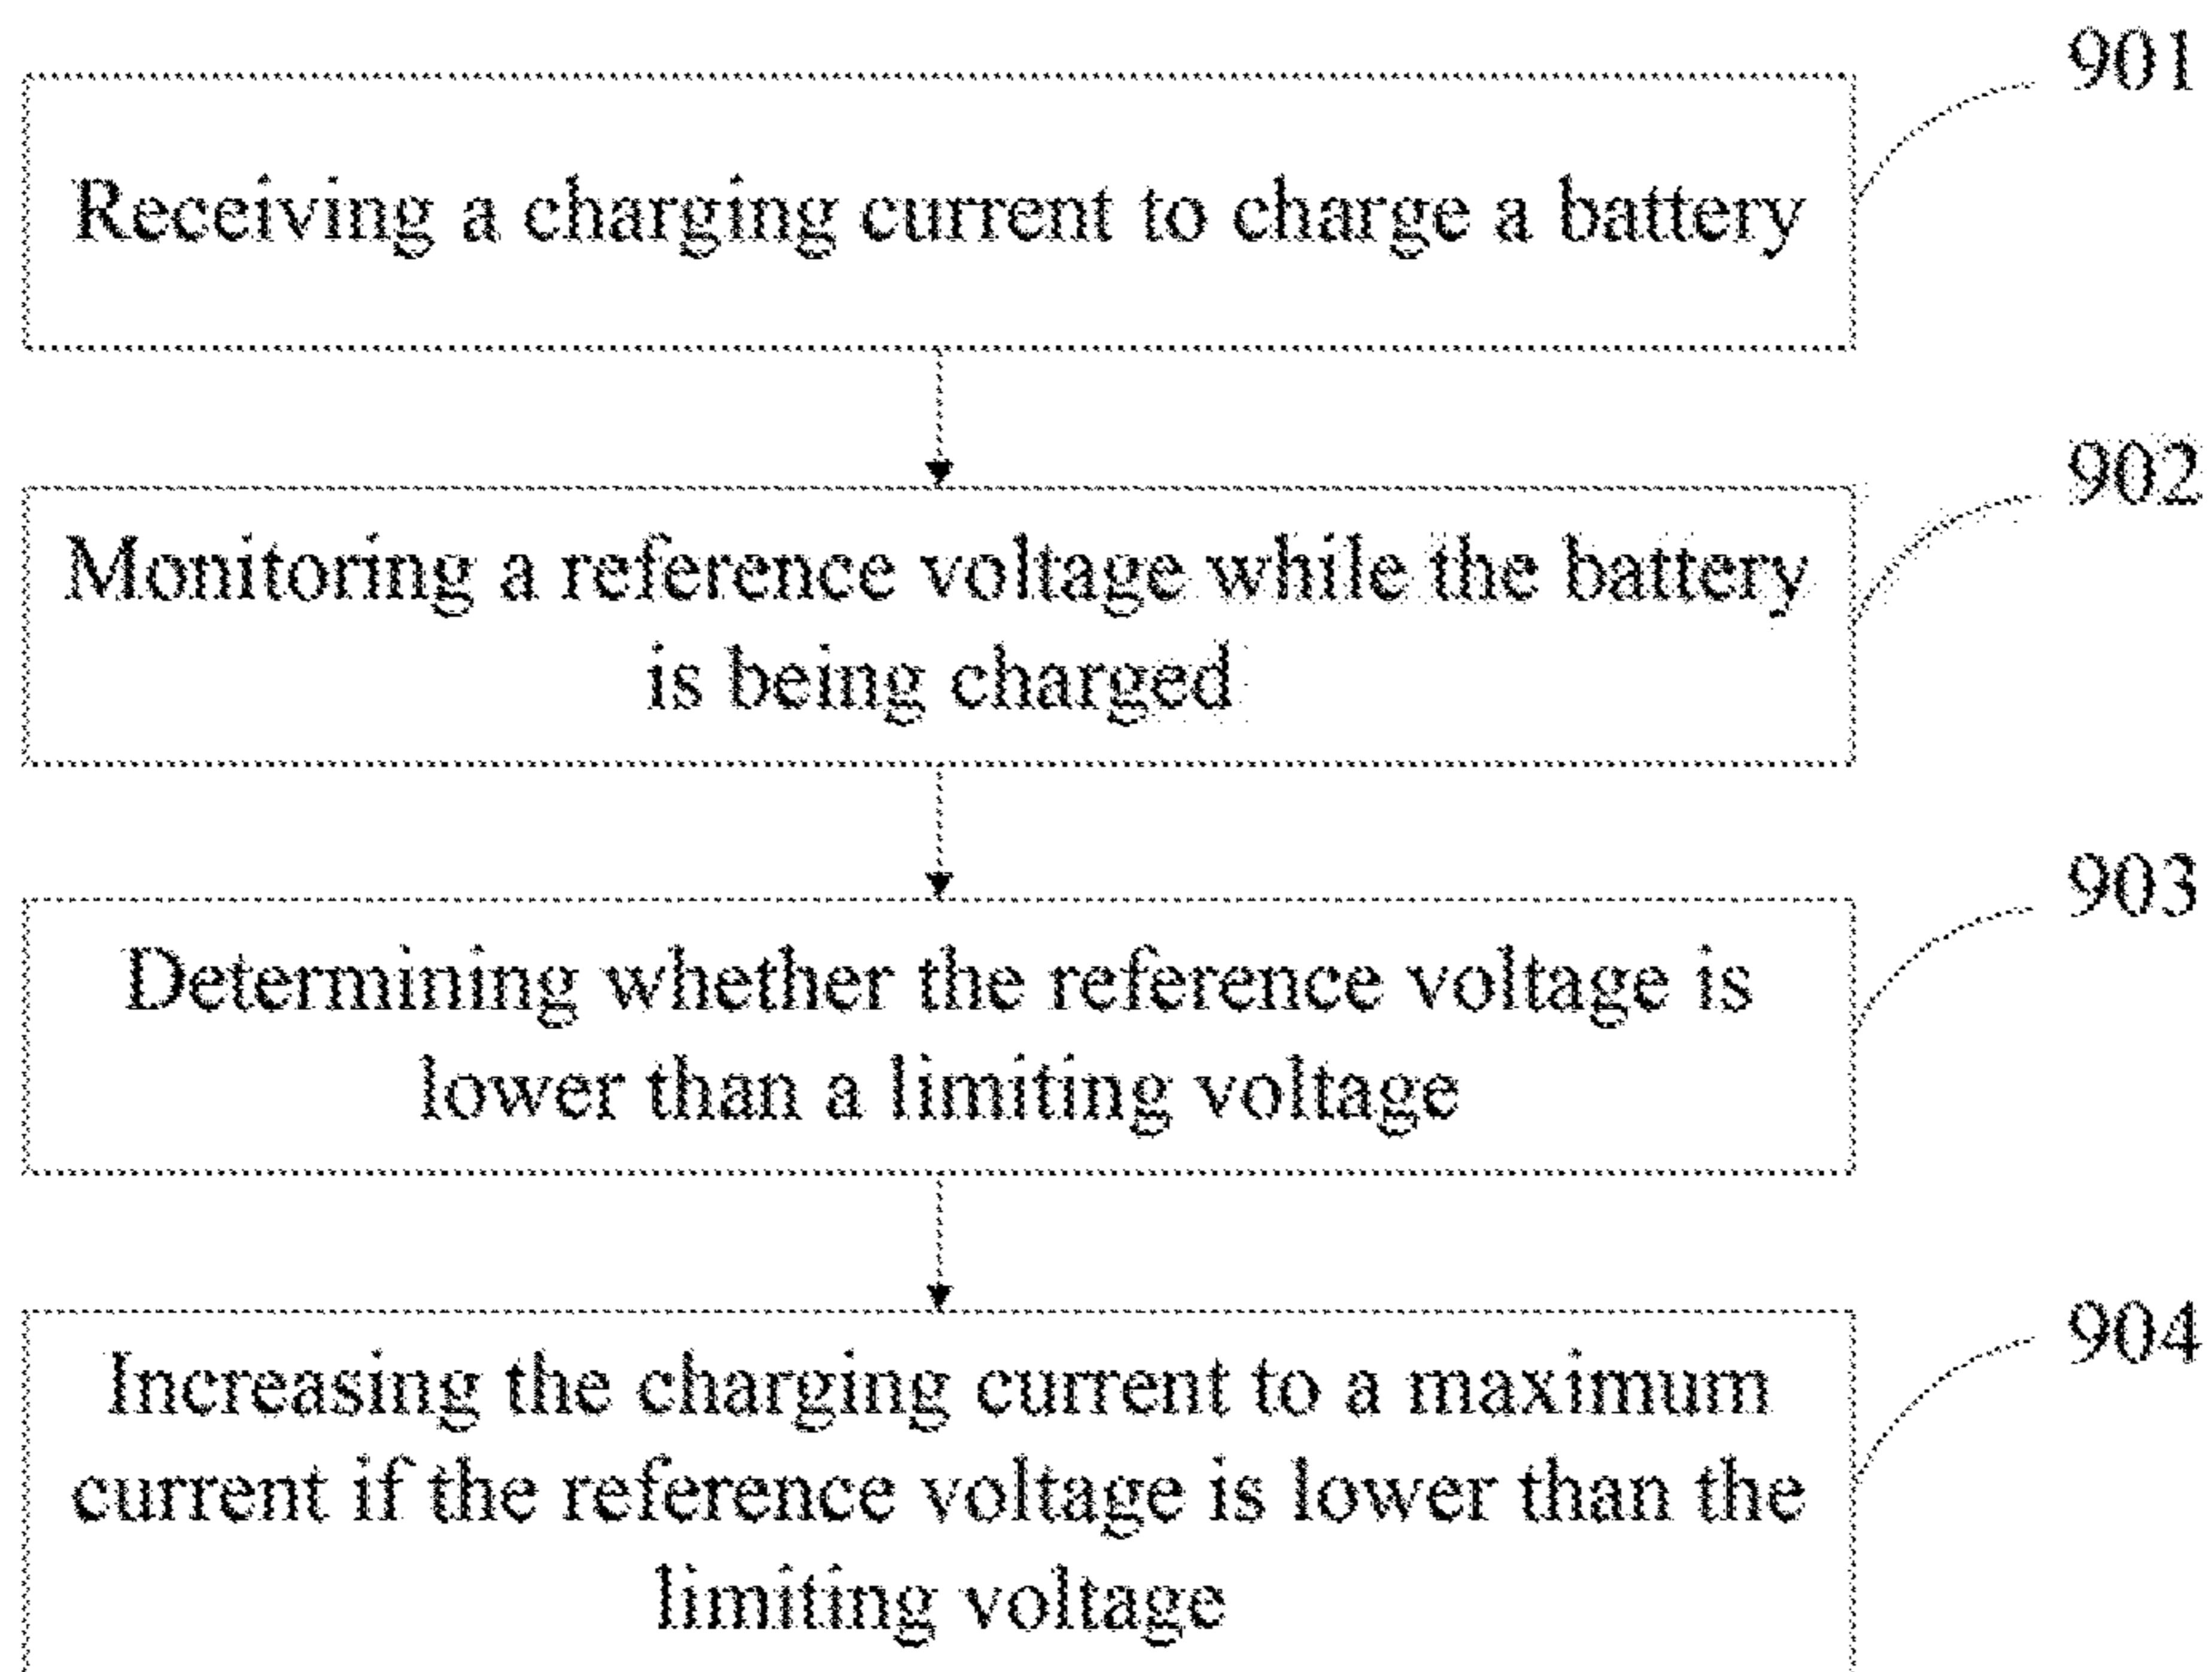 901
Receiving a charging current to charge a battery
902
Monitoring a reference voltage while the battery
is being charged
903
Determining whether the reference voltage is
lower than a limiting voltage
904
Increasing the charging current to a maximum
current if the reference voltage is lower than the
limiting voltage